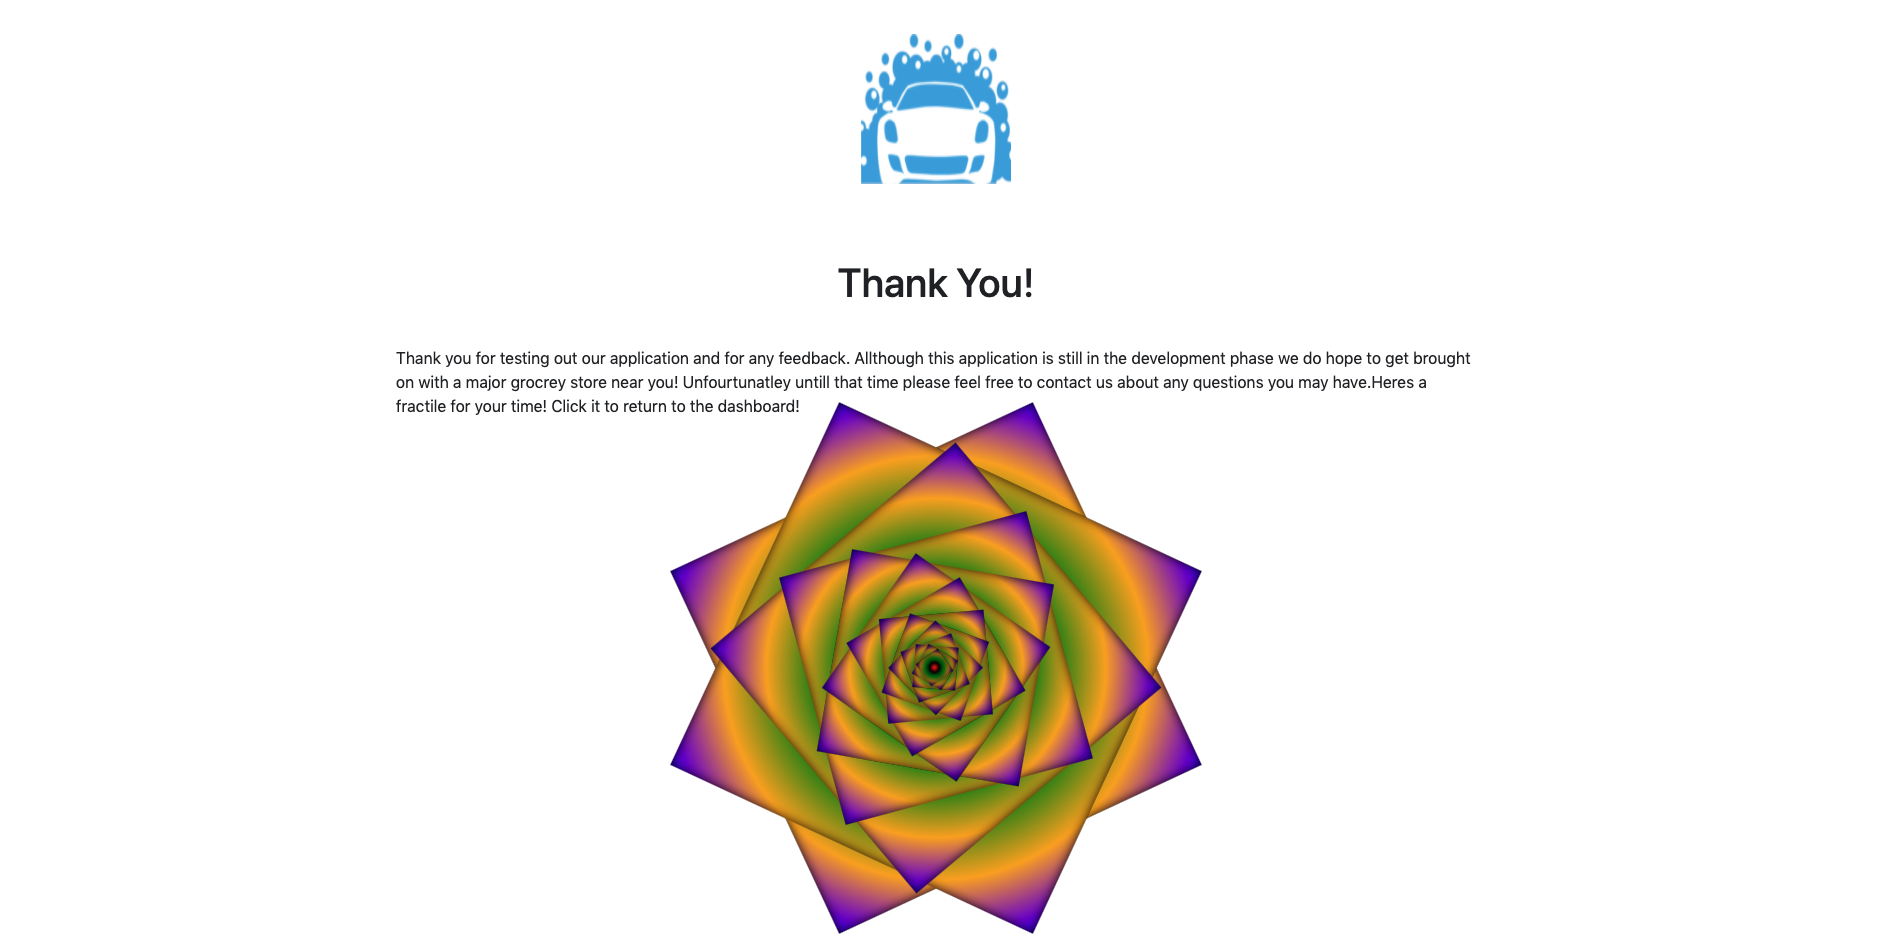 Thank You!
Thank you for testing out our application and for any feedback. Allthough this application is still in the development phase we do hope to get brought
on with a major grocrey store near you! Unfourtunatley untill that time please feel free to contact us about any questions you may have.Heres a
fractile for your time! Click it to return to the dashboard!